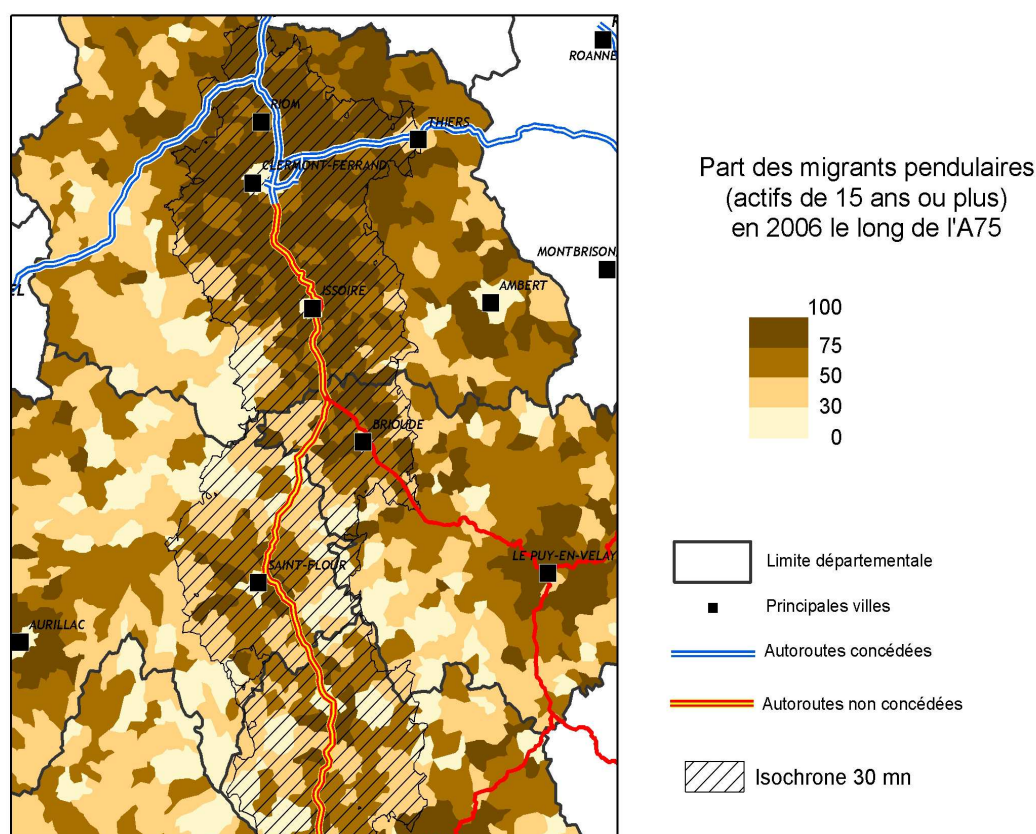 ROANNE
RIOM
THIERS
CLERMONT-FERRAND
MONTBRISON
EL
AMBERT
ISSOIRE
BRIOUDE
LE PUY-EN-VELAY
SAINT-FLOUR
AURILLAC
Part des migrants pendulaires
(actifs de 15 ans ou plus)
en 2006 le long de l'A75
100
75
50
30
0
Limite départementale
Principales villes
Autoroutes concédées
Autoroutes non concédées
Isochrone 30 mn